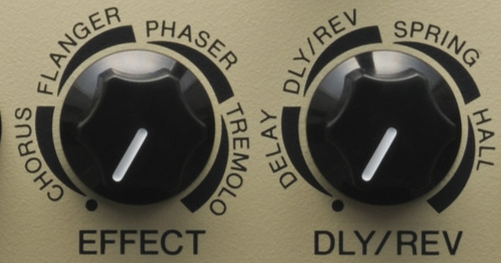 CHORUS
FLANGER
PHASER
TREMOLO
EFFECT
DELAY
DLY/REV
SPRING
HALL
DLY/REV